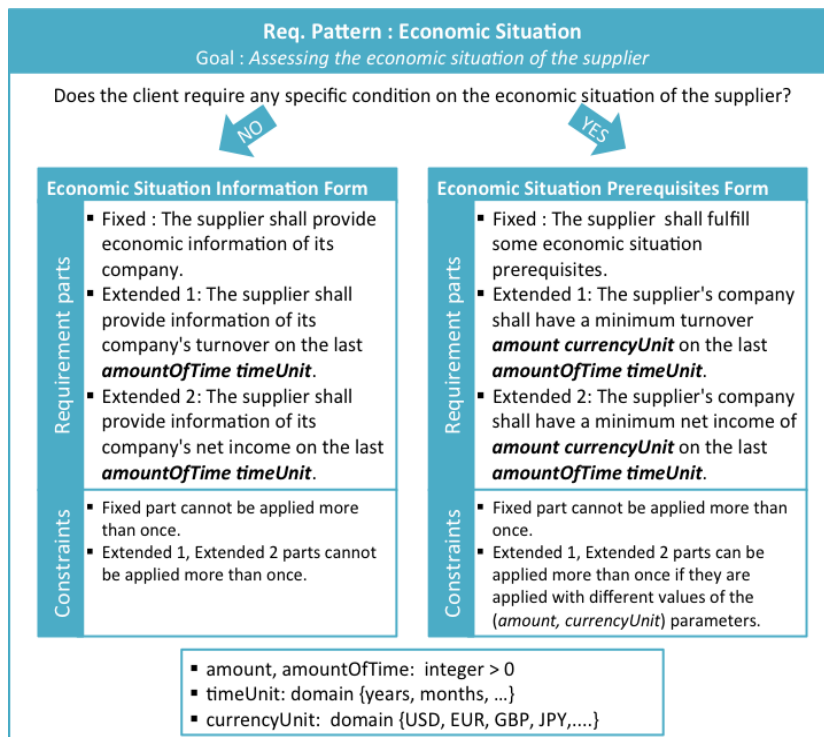 Req. Pattern : Economic Situation
Goal : Assessing the economic situation of the supplier
Does the client require any specific condition on the economic situation of the supplier?
NO
YES
Economic Situation Information Form
Requirement parts
▪ Fixed : The supplier shall provide
economic information of its
company.
▪ Extended 1: The supplier shall
provide information of its
company's turnover on the last
amountOfTime timeUnit.
▪ Extended 2: The supplier shall
provide information of its
company's net income on the last
amountOfTime timeUnit.
Constraints
▪ Fixed part cannot be applied more
than once.
▪ Extended 1, Extended 2 parts cannot
be applied more than once.
Economic Situation Prerequisites Form
Requirement parts
▪ Fixed : The supplier shall fulfill
some economic situation
prerequisites.
▪ Extended 1: The supplier's company
shall have a minimum turnover
amount currencyUnit on the last
amountOfTime timeUnit.
▪ Extended 2: The supplier's company
shall have a minimum net income of
amount currencyUnit on the last
amountOfTime timeUnit.
Constraints
▪ Fixed part cannot be applied more than
once.
▪ Extended 1, Extended 2 parts can be
applied more than once if they are
applied with different values of the
(amount, currencyUnit) parameters.
▪ amount, amountOfTime: integer > 0
▪ timeUnit: domain {years, months, ...}
▪ currencyUnit: domain {USD, EUR, GBP, JPY,....}